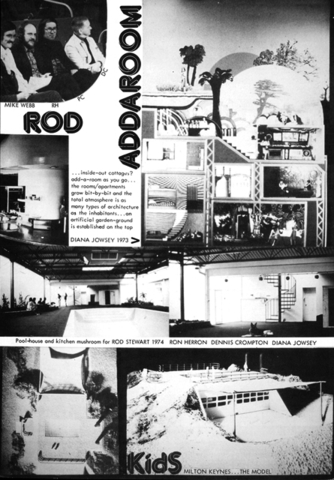 MIKE WEBB RH PC
ROD
ADDAROOM
...inside-out cottages?
add-a-room as you go...
the room/apartments
grow bit-by-bit and the
total atmosphere is as
many types of architecture
as the inhabitants...an
artificial garden-ground
is established on the top
DIANA JOWSEY 1973
Pool-house and kitchen mushroom for ROD STEWART 1974 RON HERRON DENNIS CROMPTON DIANA JOWSEY
KidS
MILTON KEYNES...THE MODEL